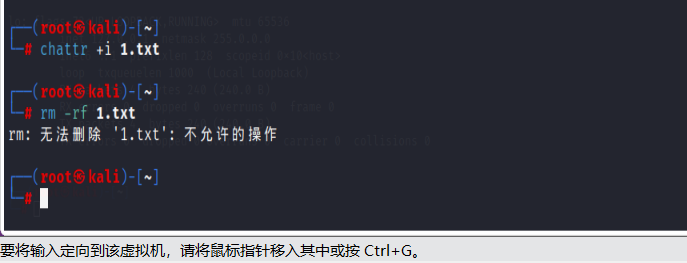 ┌──(root㉿kali)-[~]
└─# chattr +i 1.txt
┌──(root㉿kali)-[~]
└─# rm -rf 1.txt
rm: 无法删除 '1.txt': 不允许的操作
┌──(root㉿kali)-[~]
└─#
要将输入定向到该虚拟机，请将鼠标指针移入其中或按 Ctrl+G。